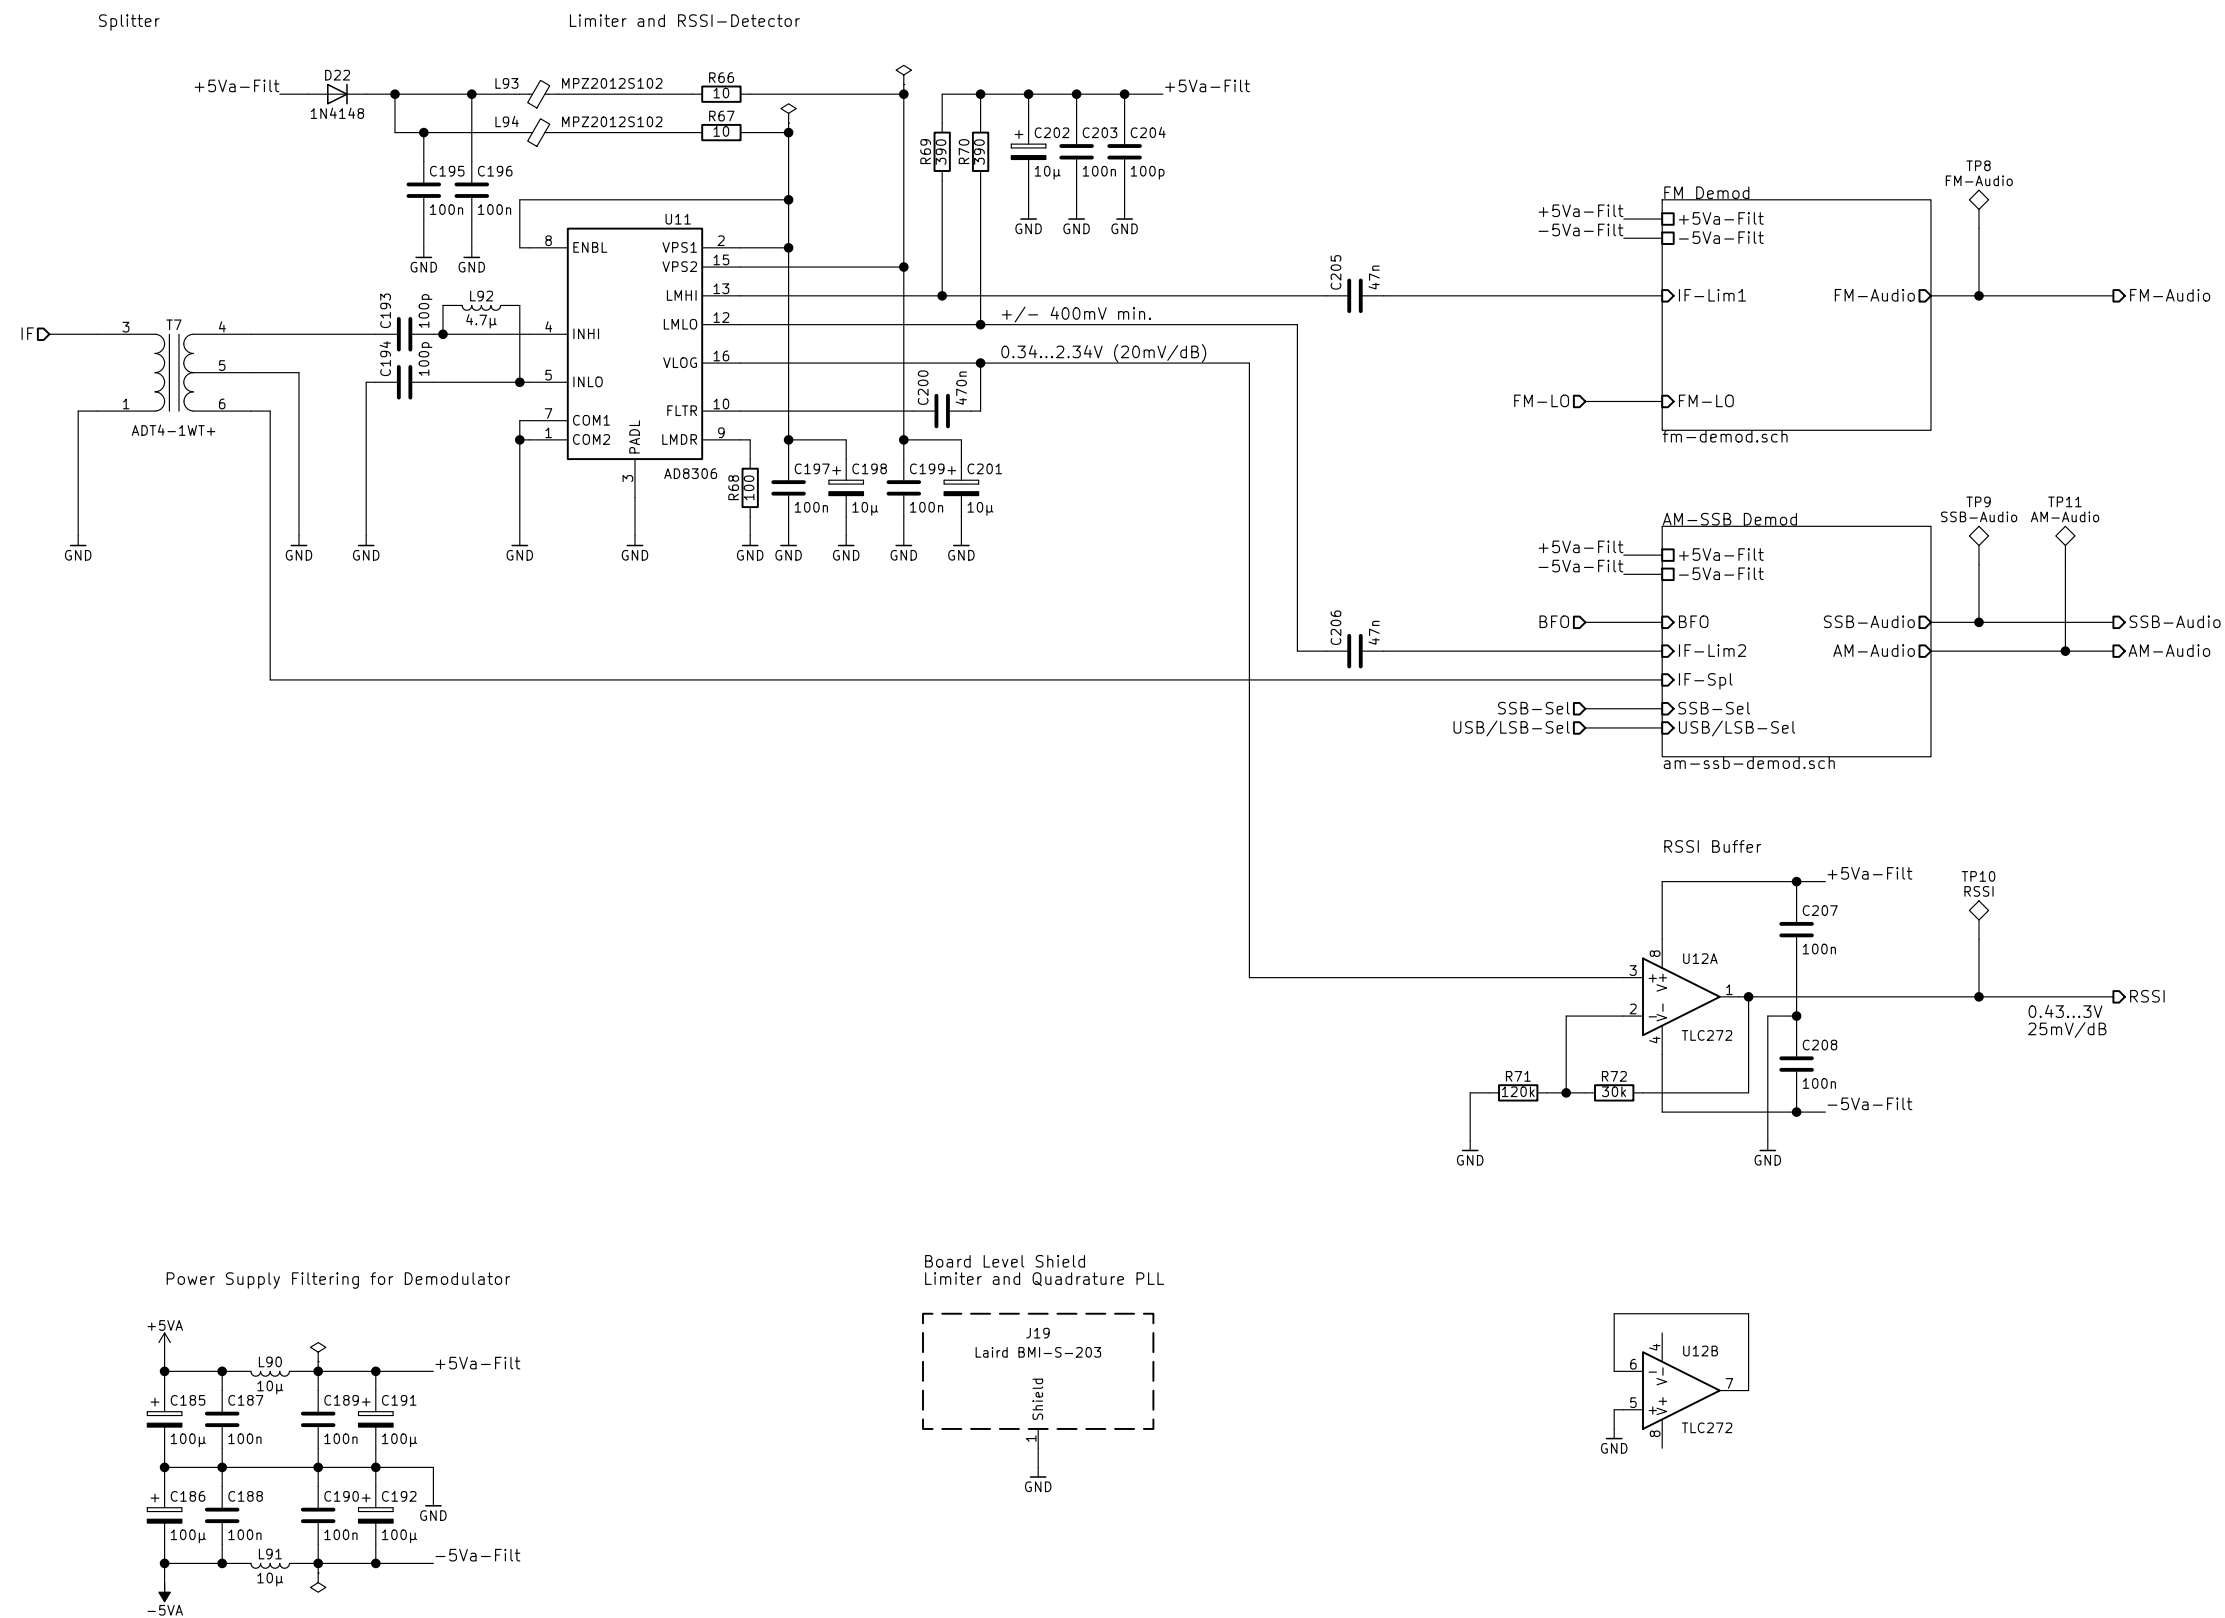 Splitter
Limiter and RSSI-Detector
+5Va-Filt
D22
1N4148
L93
MPZ2012S102
R66
10
L94
MPZ2012S102
R67
10
C195
100n
C196
100n
GND
GND
R69
390
R70
390
+5Va-Filt
+
C202
10µ
C203
100n
C204
100p
GND
GND
GND
U11
8
ENBL
VPS1
2
VPS2
15
LMHI
13
LMLO
12
+/- 400mV min.
4
INHI
VLOG
16
0.34...2.34V (20mV/dB)
5
INLO
FLTR
10
7
COM1
LMDR
9
1
COM2
PADL
3
AD8306
IF
3
T7
4
5
1
6
ADT4-1WT+
C193
100p
C194
100p
L92
4.7µ
C200
470n
R68
100
C197
100n
+
C198
10µ
C199
100n
+
C201
10µ
GND
GND
GND
GND
GND
GND
GND
GND
GND
GND
C205
47n
C206
47n
FM Demod
+5Va-Filt
-5Va-Filt
+5Va-Filt
-5Va-Filt
IF-Lim1
FM-Audio
FM-LO
FM-LO
fm-demod.sch
TP8
FM-Audio
FM-Audio
AM-SSB Demod
+5Va-Filt
-5Va-Filt
+5Va-Filt
-5Va-Filt
BFO
BFO
SSB-Audio
IF-Lim2
AM-Audio
IF-Spl
SSB-Sel
SSB-Sel
USB/LSB-Sel
USB/LSB-Sel
am-ssb-demod.sch
TP9
SSB-Audio
TP11
AM-Audio
SSB-Audio
AM-Audio
RSSI Buffer
+5Va-Filt
C207
100n
TP10
RSSI
8
U12A
3
+
V+
1
2
-
V-
4
TLC272
RSSI
0.43...3V
25mV/dB
C208
100n
R71
120k
R72
30k
-5Va-Filt
GND
GND
Power Supply Filtering for Demodulator
+5VA
L90
10µ
+5Va-Filt
+
C185
100µ
C187
100n
C189
100n
+
C191
100µ
+
C186
100µ
C188
100n
C190
100n
+
C192
100µ
GND
L91
10µ
-5Va-Filt
-5VA
Board Level Shield
Limiter and Quadrature PLL
J19
Laird BMI-S-203
Shield
1
GND
4
U12B
6
-
V-
7
5
+
V+
8
TLC272
GND